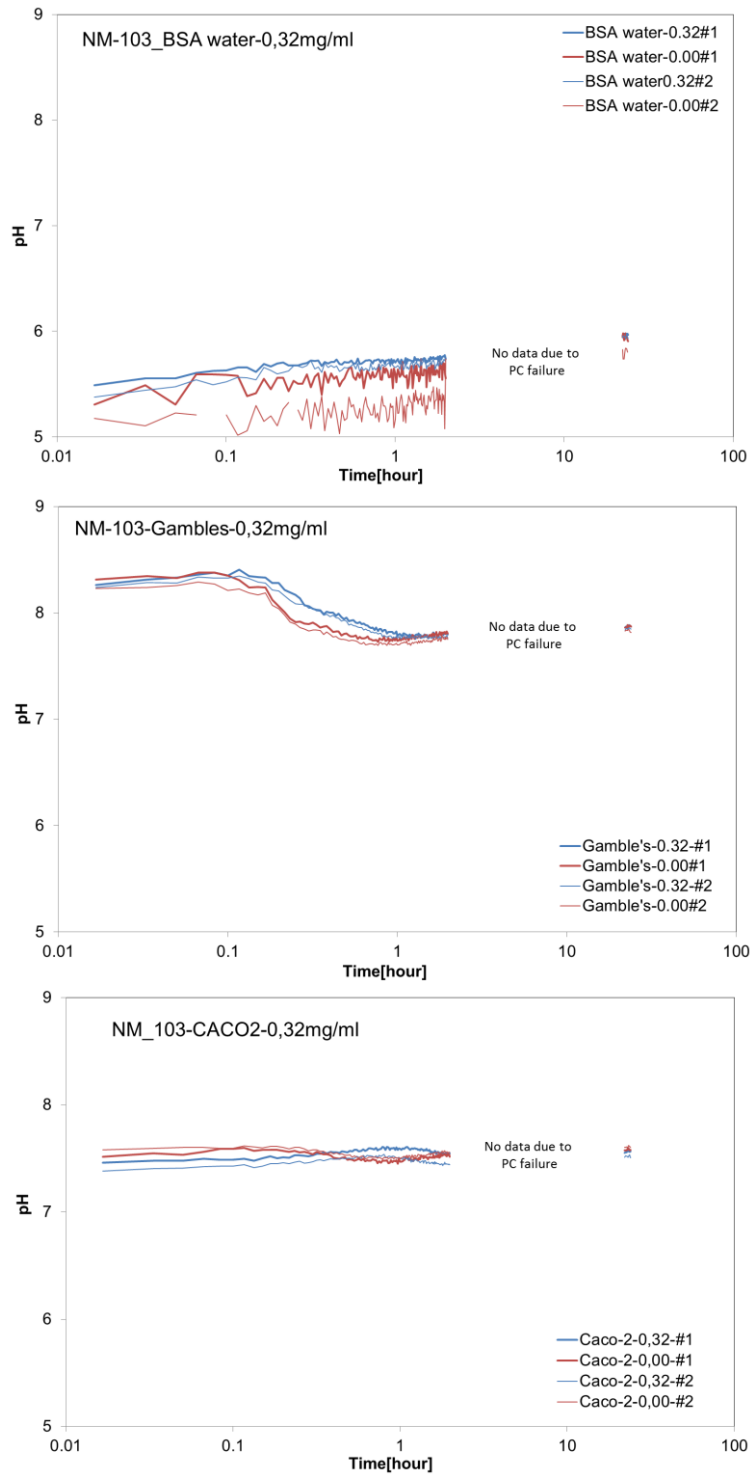 NM-103_BSA water-0,32mg/ml
BSA water-0.32#1
BSA water-0.00#1
BSA water0.32#2
BSA water-0.00#2
9
8
7
6
5
pH
No data due to
PC failure
0.01
0.1
1
10
100
Time[hour]
NM-103-Gambles-0,32mg/ml
9
8
7
6
5
pH
No data due to
PC failure
Gamble's-0.32-#1
Gamble's-0.00#1
Gamble's-0.32-#2
Gamble's-0.00#2
0.01
0.1
1
10
100
Time[hour]
NM_103-CACO2-0,32mg/ml
9
8
7
6
5
pH
No data due to
PC failure
Caco-2-0,32-#1
Caco-2-0,00-#1
Caco-2-0,32-#2
Caco-2-0,00-#2
0.01
0.1
1
10
100
Time[hour]